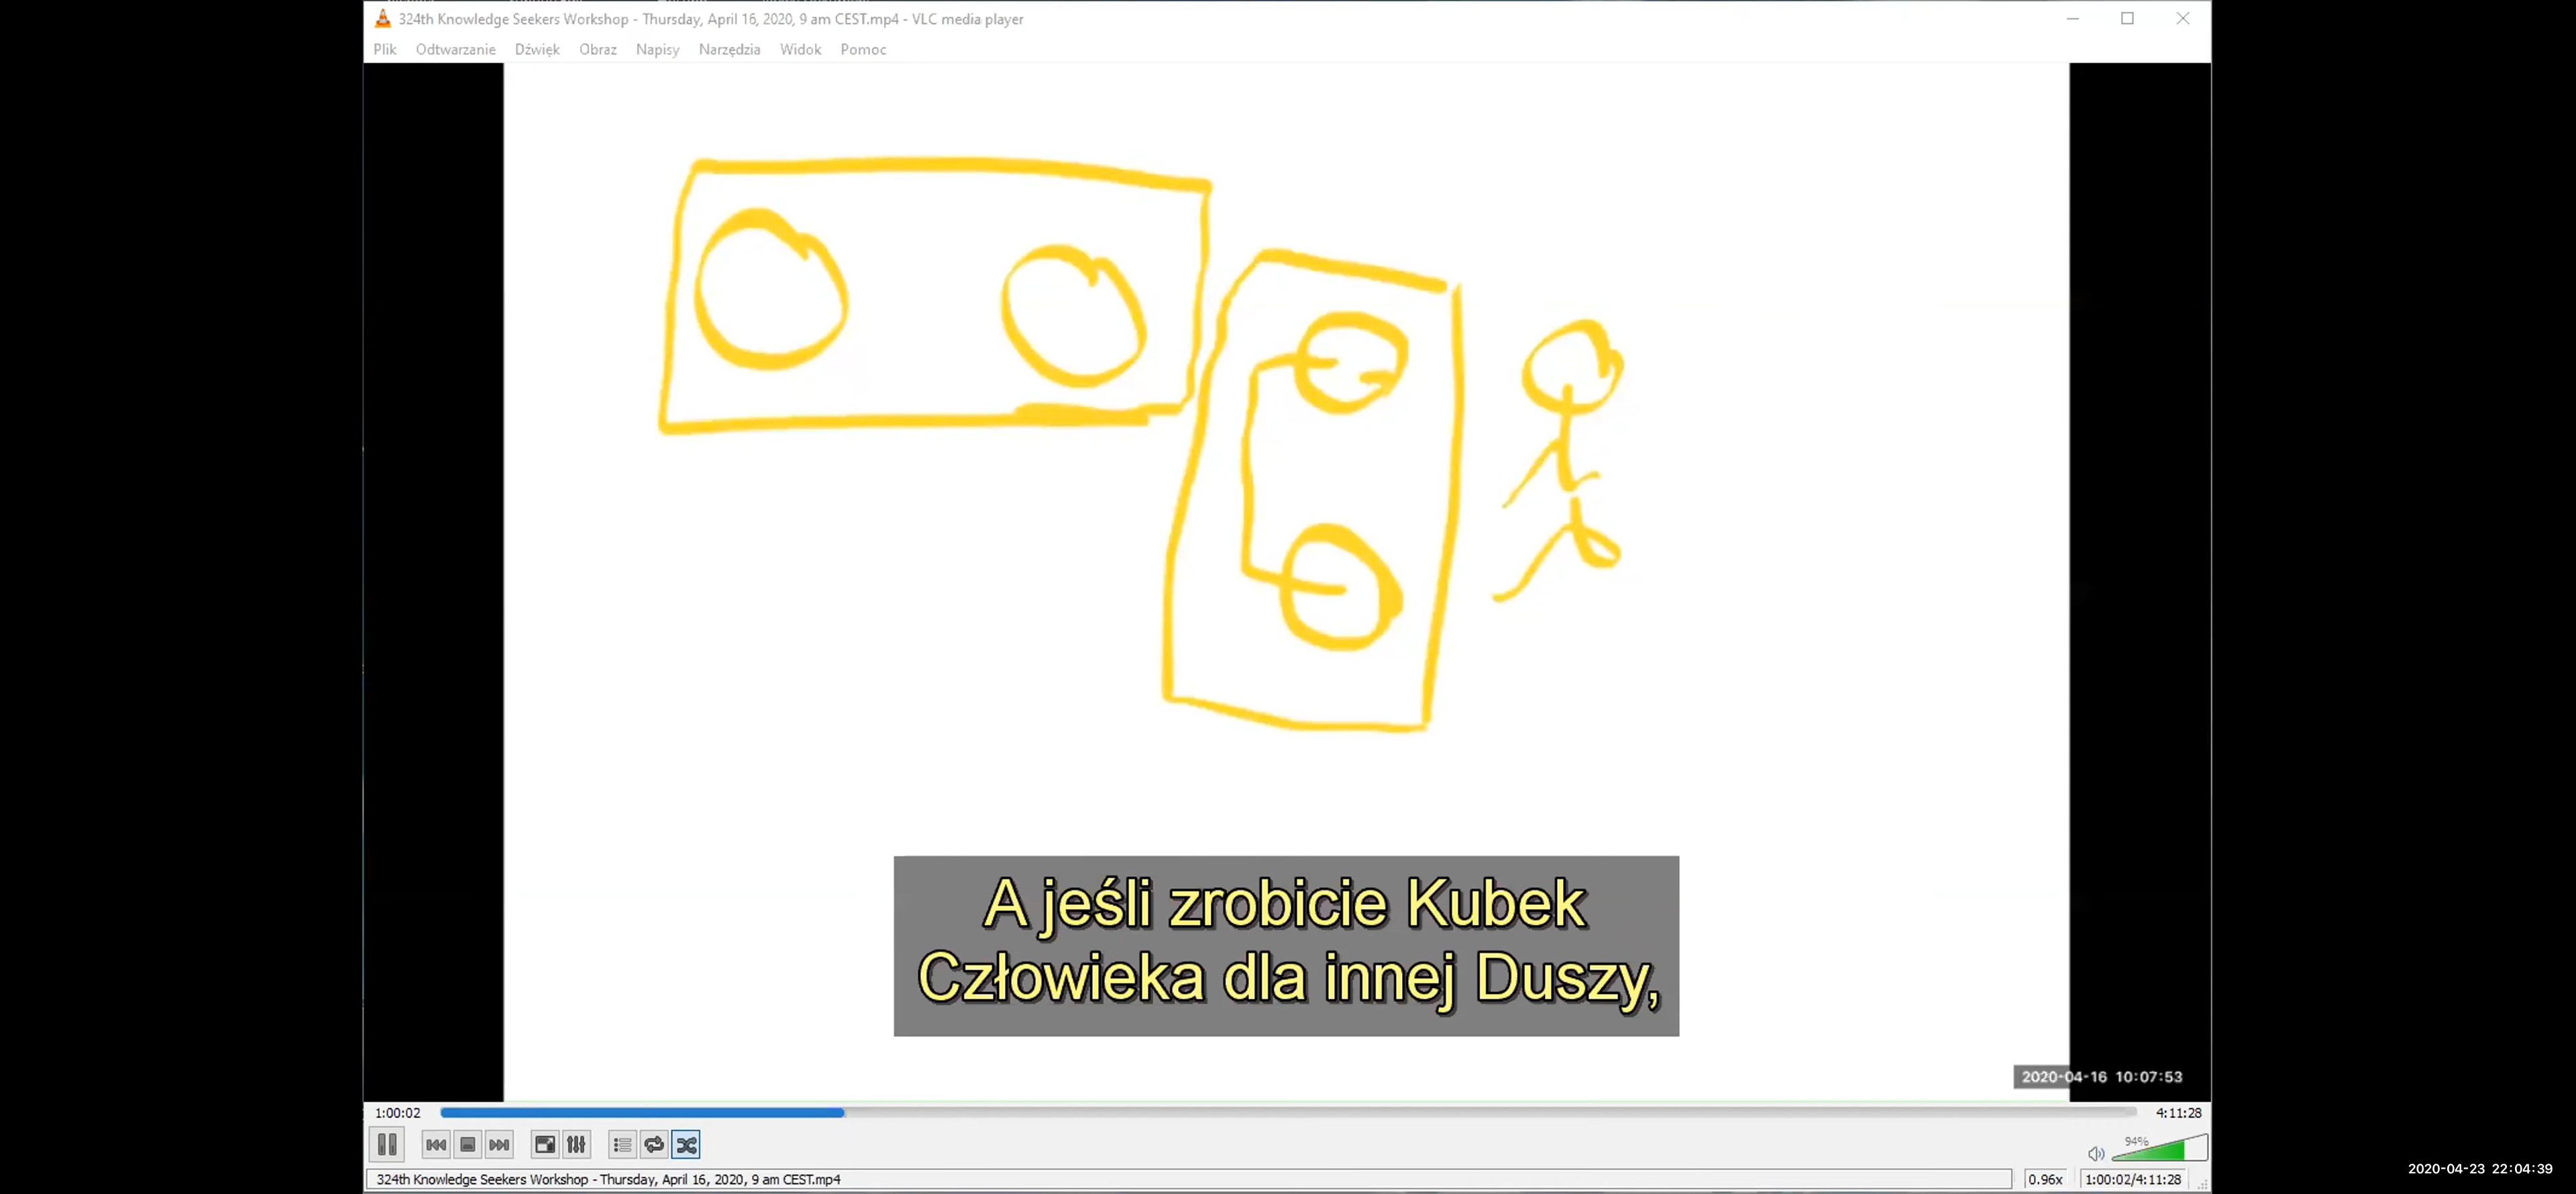 324th Knowledge Seekers Workshop - Thursday, April 16, 2020, 9 am CEST.mp4 - VLC media player
Plik Odtwarzanie Dźwięk Obraz Napisy Narzędzia Widok Pomoc
A jeśli zrobicie Kubek
Człowieka dla innej Duszy,
2020-04-16 10:07:53
1:00:02 4:11:28
94%
324th Knowledge Seekers Workshop - Thursday, April 16, 2020, 9 am CEST.mp4 0.96x 1:00:02/4:11:28
2020-04-23 22:04:39